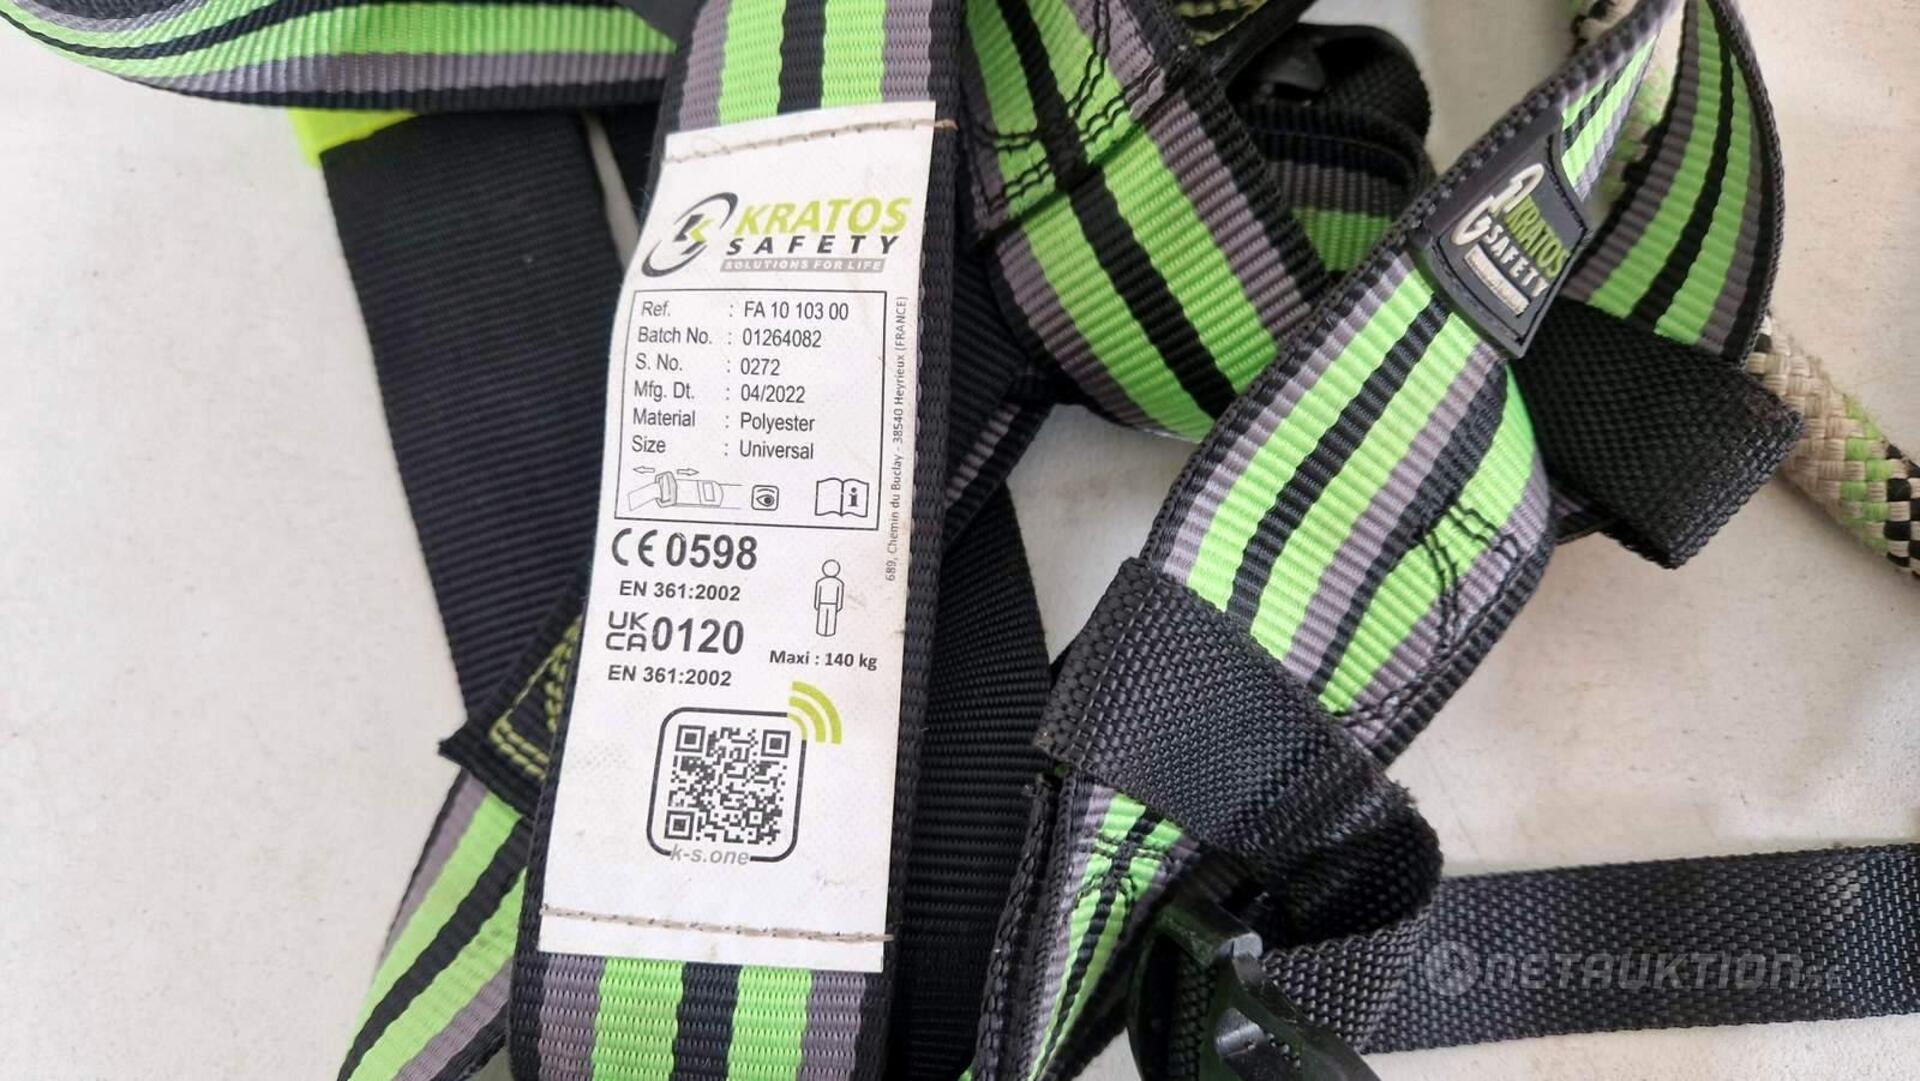 KRATOS
SAFETY
SOLUTIONS FOR LIFE
Ref. : FA 10 103 00
Batch No. : 01264082
S. No. : 0272
Mfg. Dt. : 04/2022
Material : Polyester
Size : Universal
i
689, Chemin du Buclay - 38540 Heyrieux (FRANCE)
CE 0598
EN 361:2002
UK
CA 0120
EN 361:2002
Maxi : 140 kg
k-s.one
KRATOS
SAFETY
NETAUKTION.SE